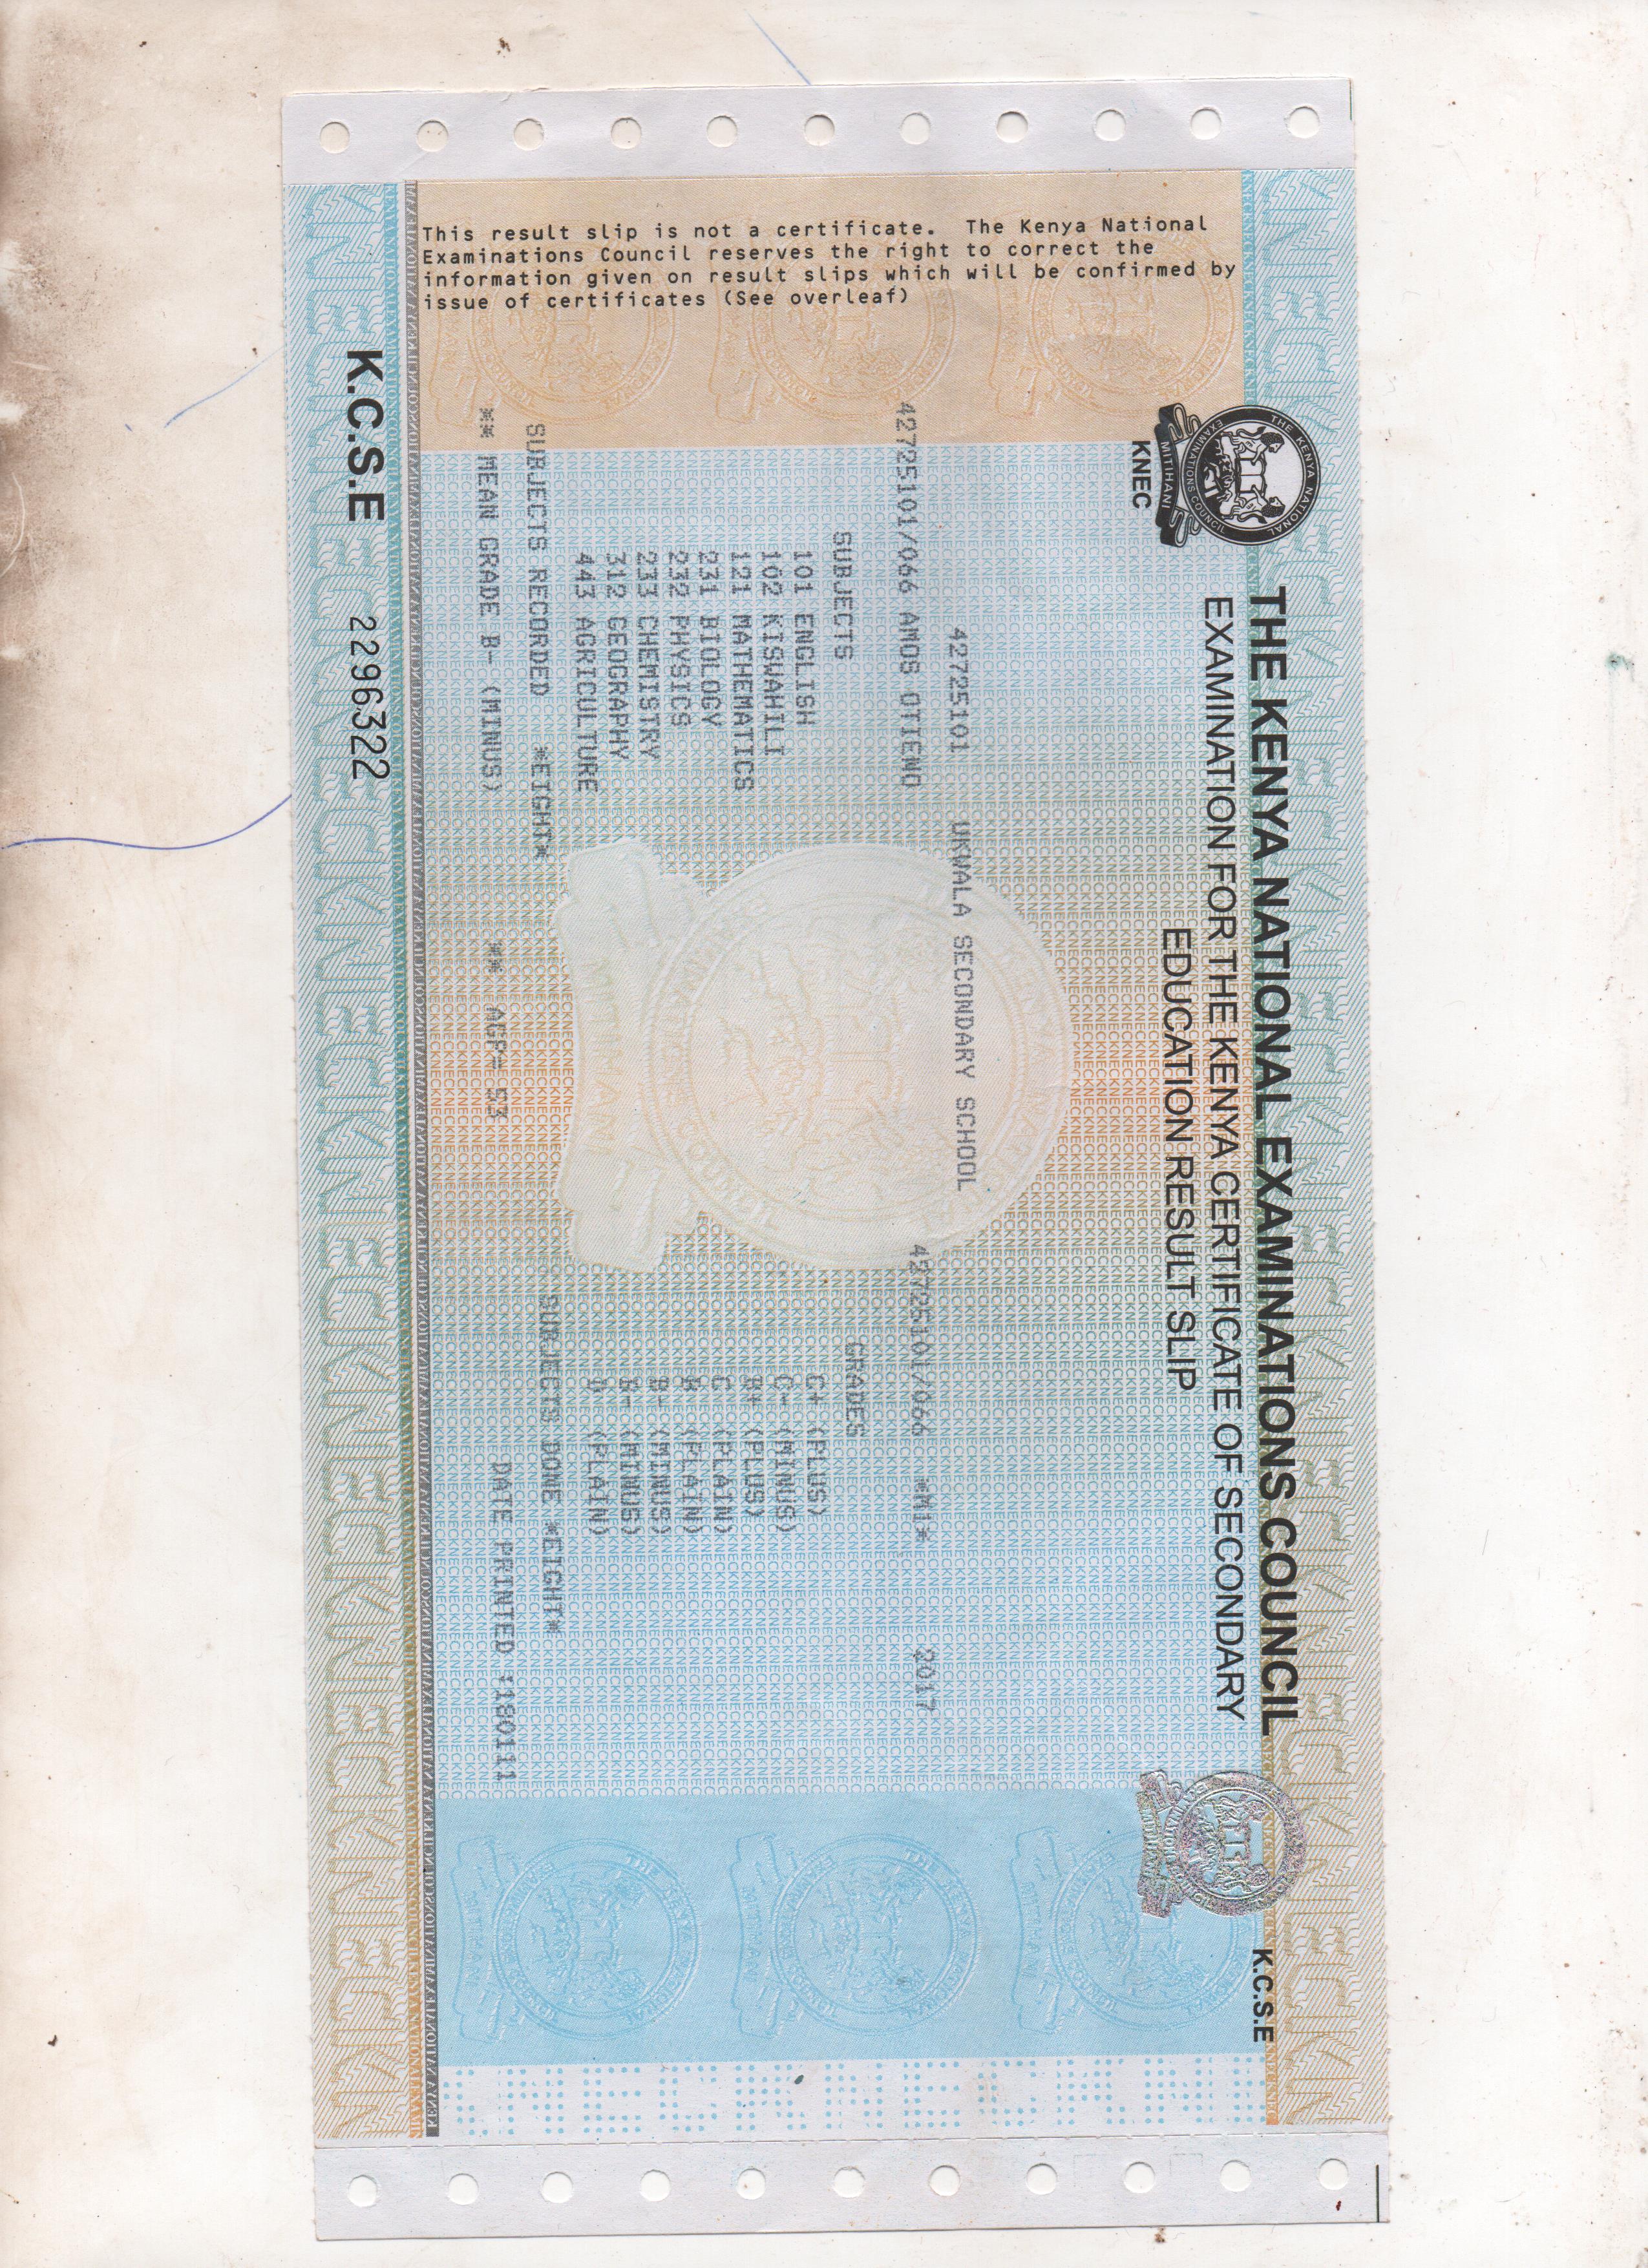 THE KENYA NATIONAL EXAMINATIONS COUNCIL
EXAMINATION FOR THE KENYA CERTIFICATE OF SECONDARY
EDUCATION RESULT SLIP
THE KENYA NATIONAL EXAMINATIONS COUNCIL
MITIHANI
KNEC
K.C.S.E
This result slip is not a certificate. The Kenya National
Examinations Council reserves the right to correct the
information given on result slips which will be confirmed by
issue of certificates (See overleaf)
42725101 UKWALA SECONDARY SCHOOL
42725101/066 AMOS OTIENO 42725101/066 *M1* 2017
SUBJECTS GRADES
101 ENGLISH C+ (PLUS)
102 KISWAHILI C- (MINUS)
121 MATHEMATICS B+ (PLUS)
231 BIOLOGY C (PLAIN)
232 PHYSICS B (PLAIN)
233 CHEMISTRY B- (MINUS)
312 GEOGRAPHY B- (MINUS)
443 AGRICULTURE D (PLAIN)
SUBJECTS RECORDED *EIGHT* SUBJECTS DONE *EIGHT*
** MEAN GRADE B- (MINUS) ** AGP= 53 DATE PRINTED :180111
K.C.S.E 2296322